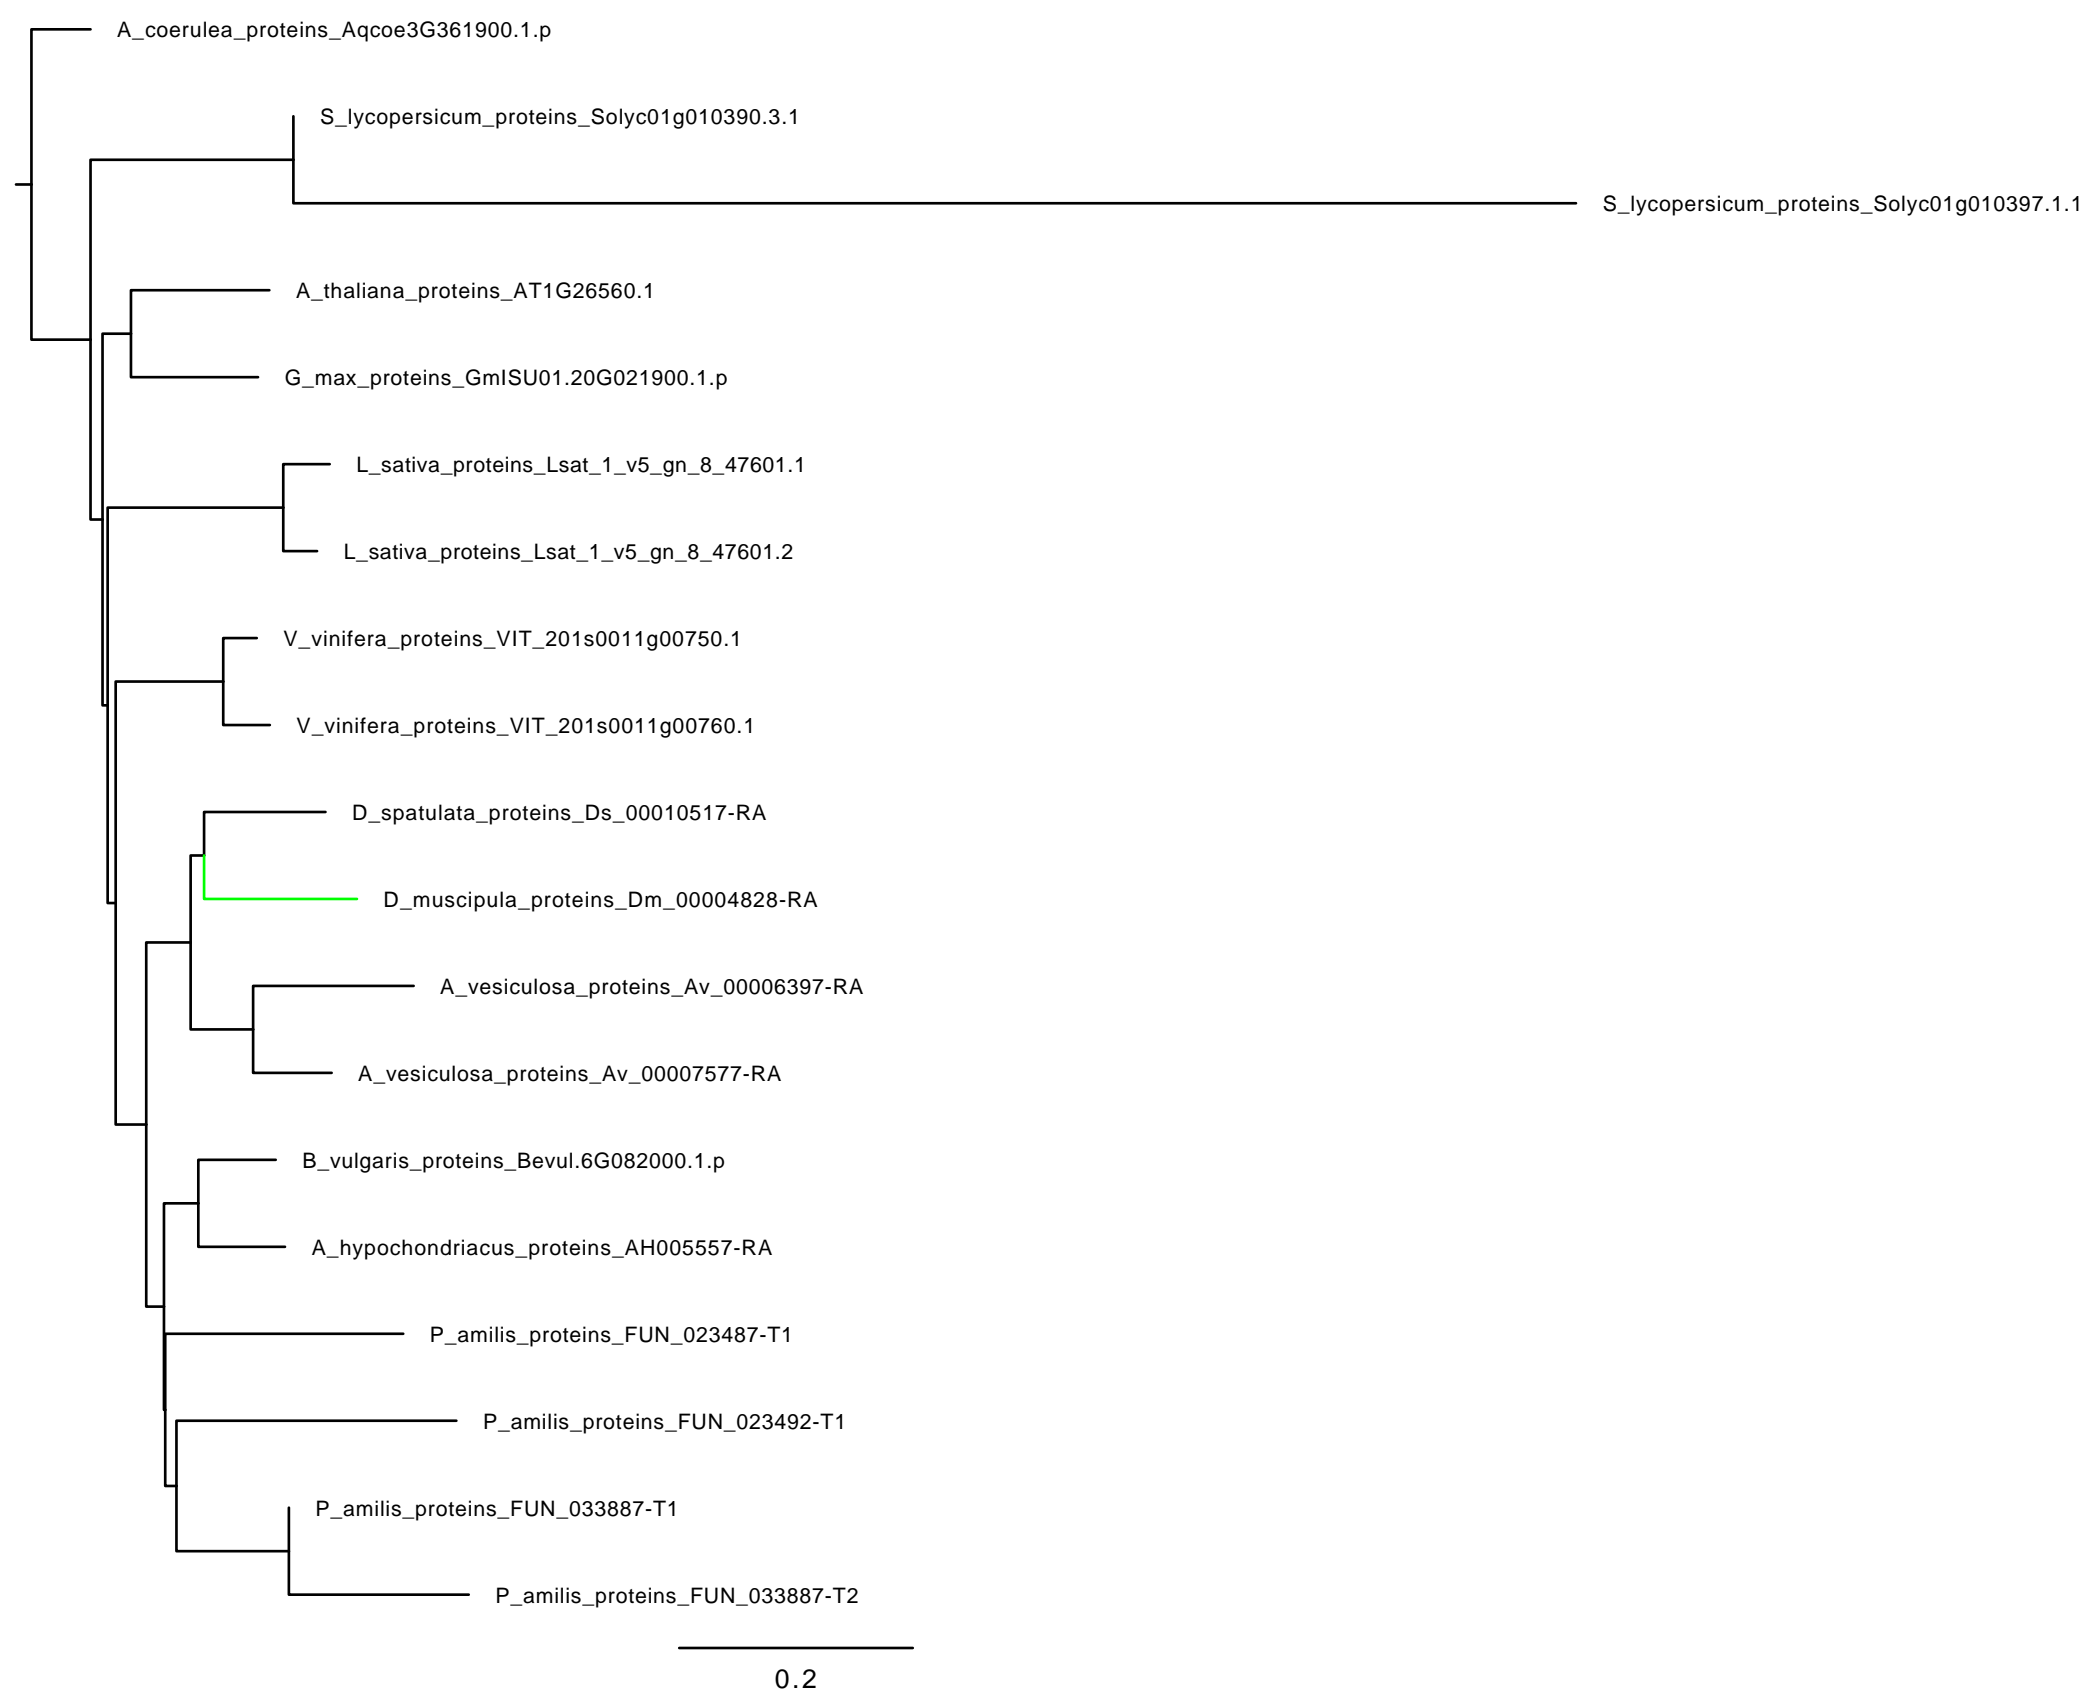 A_coerulea_proteins_Aqcoe3G361900.1.p
S_lycopersicum_proteins_Solyc01g010390.3.1
S_lycopersicum_proteins_Solyc01g010397.1.1
A_thaliana_proteins_AT1G26560.1
G_max_proteins_GmISU01.20G021900.1.p
L_sativa_proteins_Lsat_1_v5_gn_8_47601.1
L_sativa_proteins_Lsat_1_v5_gn_8_47601.2
V_vinifera_proteins_VIT_201s0011g00750.1
V_vinifera_proteins_VIT_201s0011g00760.1
D_spatulata_proteins_Ds_00010517-RA
D_muscipula_proteins_Dm_00004828-RA
A_vesiculosa_proteins_Av_00006397-RA
A_vesiculosa_proteins_Av_00007577-RA
B_vulgaris_proteins_Bevul.6G082000.1.p
A_hypochondriacus_proteins_AH005557-RA
P_amilis_proteins_FUN_023487-T1
P_amilis_proteins_FUN_023492-T1
P_amilis_proteins_FUN_033887-T1
P_amilis_proteins_FUN_033887-T2
0.2